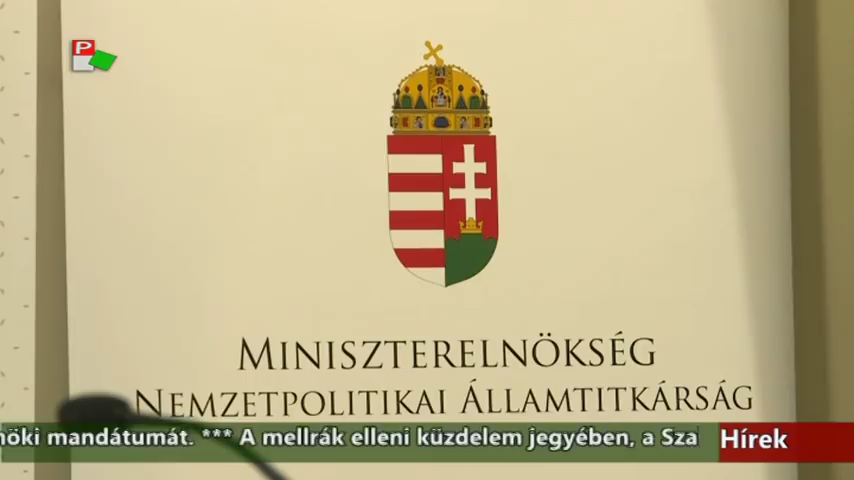 P
MINISZTERELNÖKSÉG
NEMZETPOLITIKAI ÁLLAMTITKÁRSÁG
nöki mandátumát. *** A mellrák elleni küzdelem jegyében, a Sza
Hírek